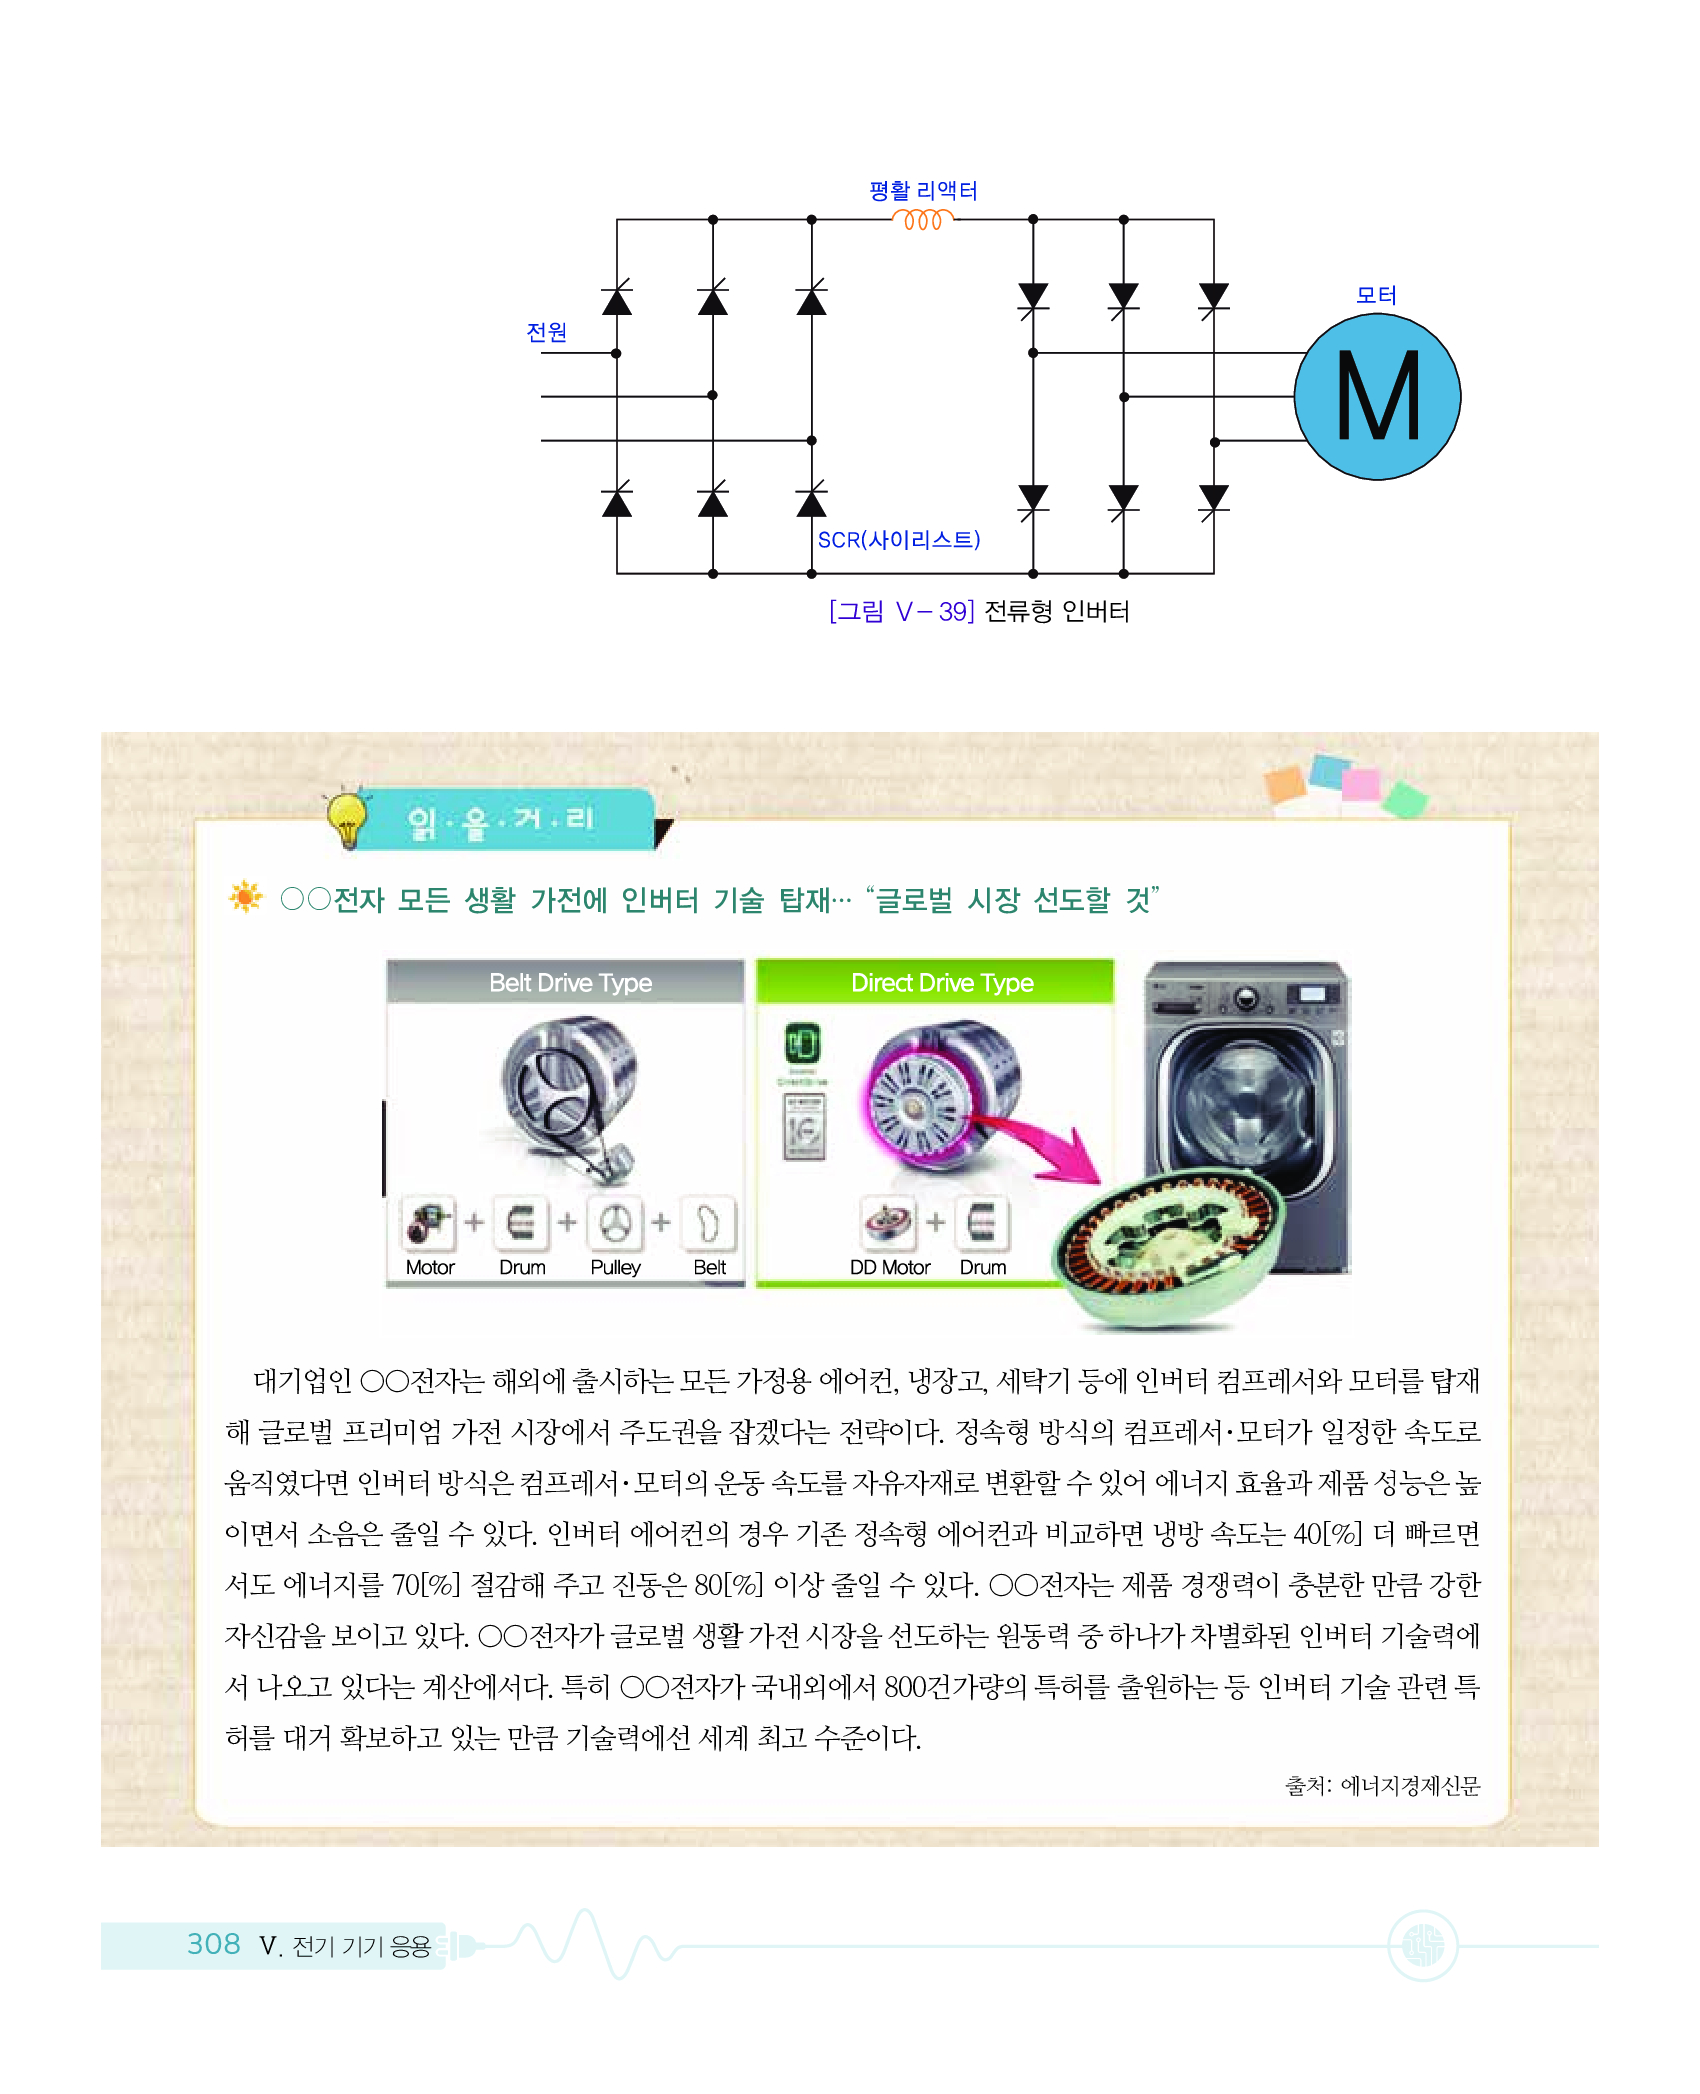 평활 리액터
모터
전원
M
SCR(사이리스트)
[그림 Ⅴ-39] 전류형 인버터
읽·을·거·리
○○전자 모든 생활 가전에 인버터 기술 탑재… “글로벌 시장 선도할 것”
Belt Drive Type
Direct Drive Type
Motor + Drum + Pulley + Belt
DD Motor + Drum
대기업인 ○○전자는 해외에 출시하는 모든 가정용 에어컨, 냉장고, 세탁기 등에 인버터 컴프레서와 모터를 탑재
해 글로벌 프리미엄 가전 시장에서 주도권을 잡겠다는 전략이다. 정속형 방식의 컴프레서·모터가 일정한 속도로
움직였다면 인버터 방식은 컴프레서·모터의 운동 속도를 자유자재로 변환할 수 있어 에너지 효율과 제품 성능은 높
이면서 소음은 줄일 수 있다. 인버터 에어컨의 경우 기존 정속형 에어컨과 비교하면 냉방 속도는 40[%] 더 빠르면
서도 에너지를 70[%] 절감해 주고 진동은 80[%] 이상 줄일 수 있다. ○○전자는 제품 경쟁력이 충분한 만큼 강한
자신감을 보이고 있다. ○○전자가 글로벌 생활 가전 시장을 선도하는 원동력 중 하나가 차별화된 인버터 기술력에
서 나오고 있다는 계산에서다. 특히 ○○전자가 국내외에서 800건가량의 특허를 출원하는 등 인버터 기술 관련 특
허를 대거 확보하고 있는 만큼 기술력에선 세계 최고 수준이다.
출처: 에너지경제신문
308 Ⅴ. 전기 기기 응용